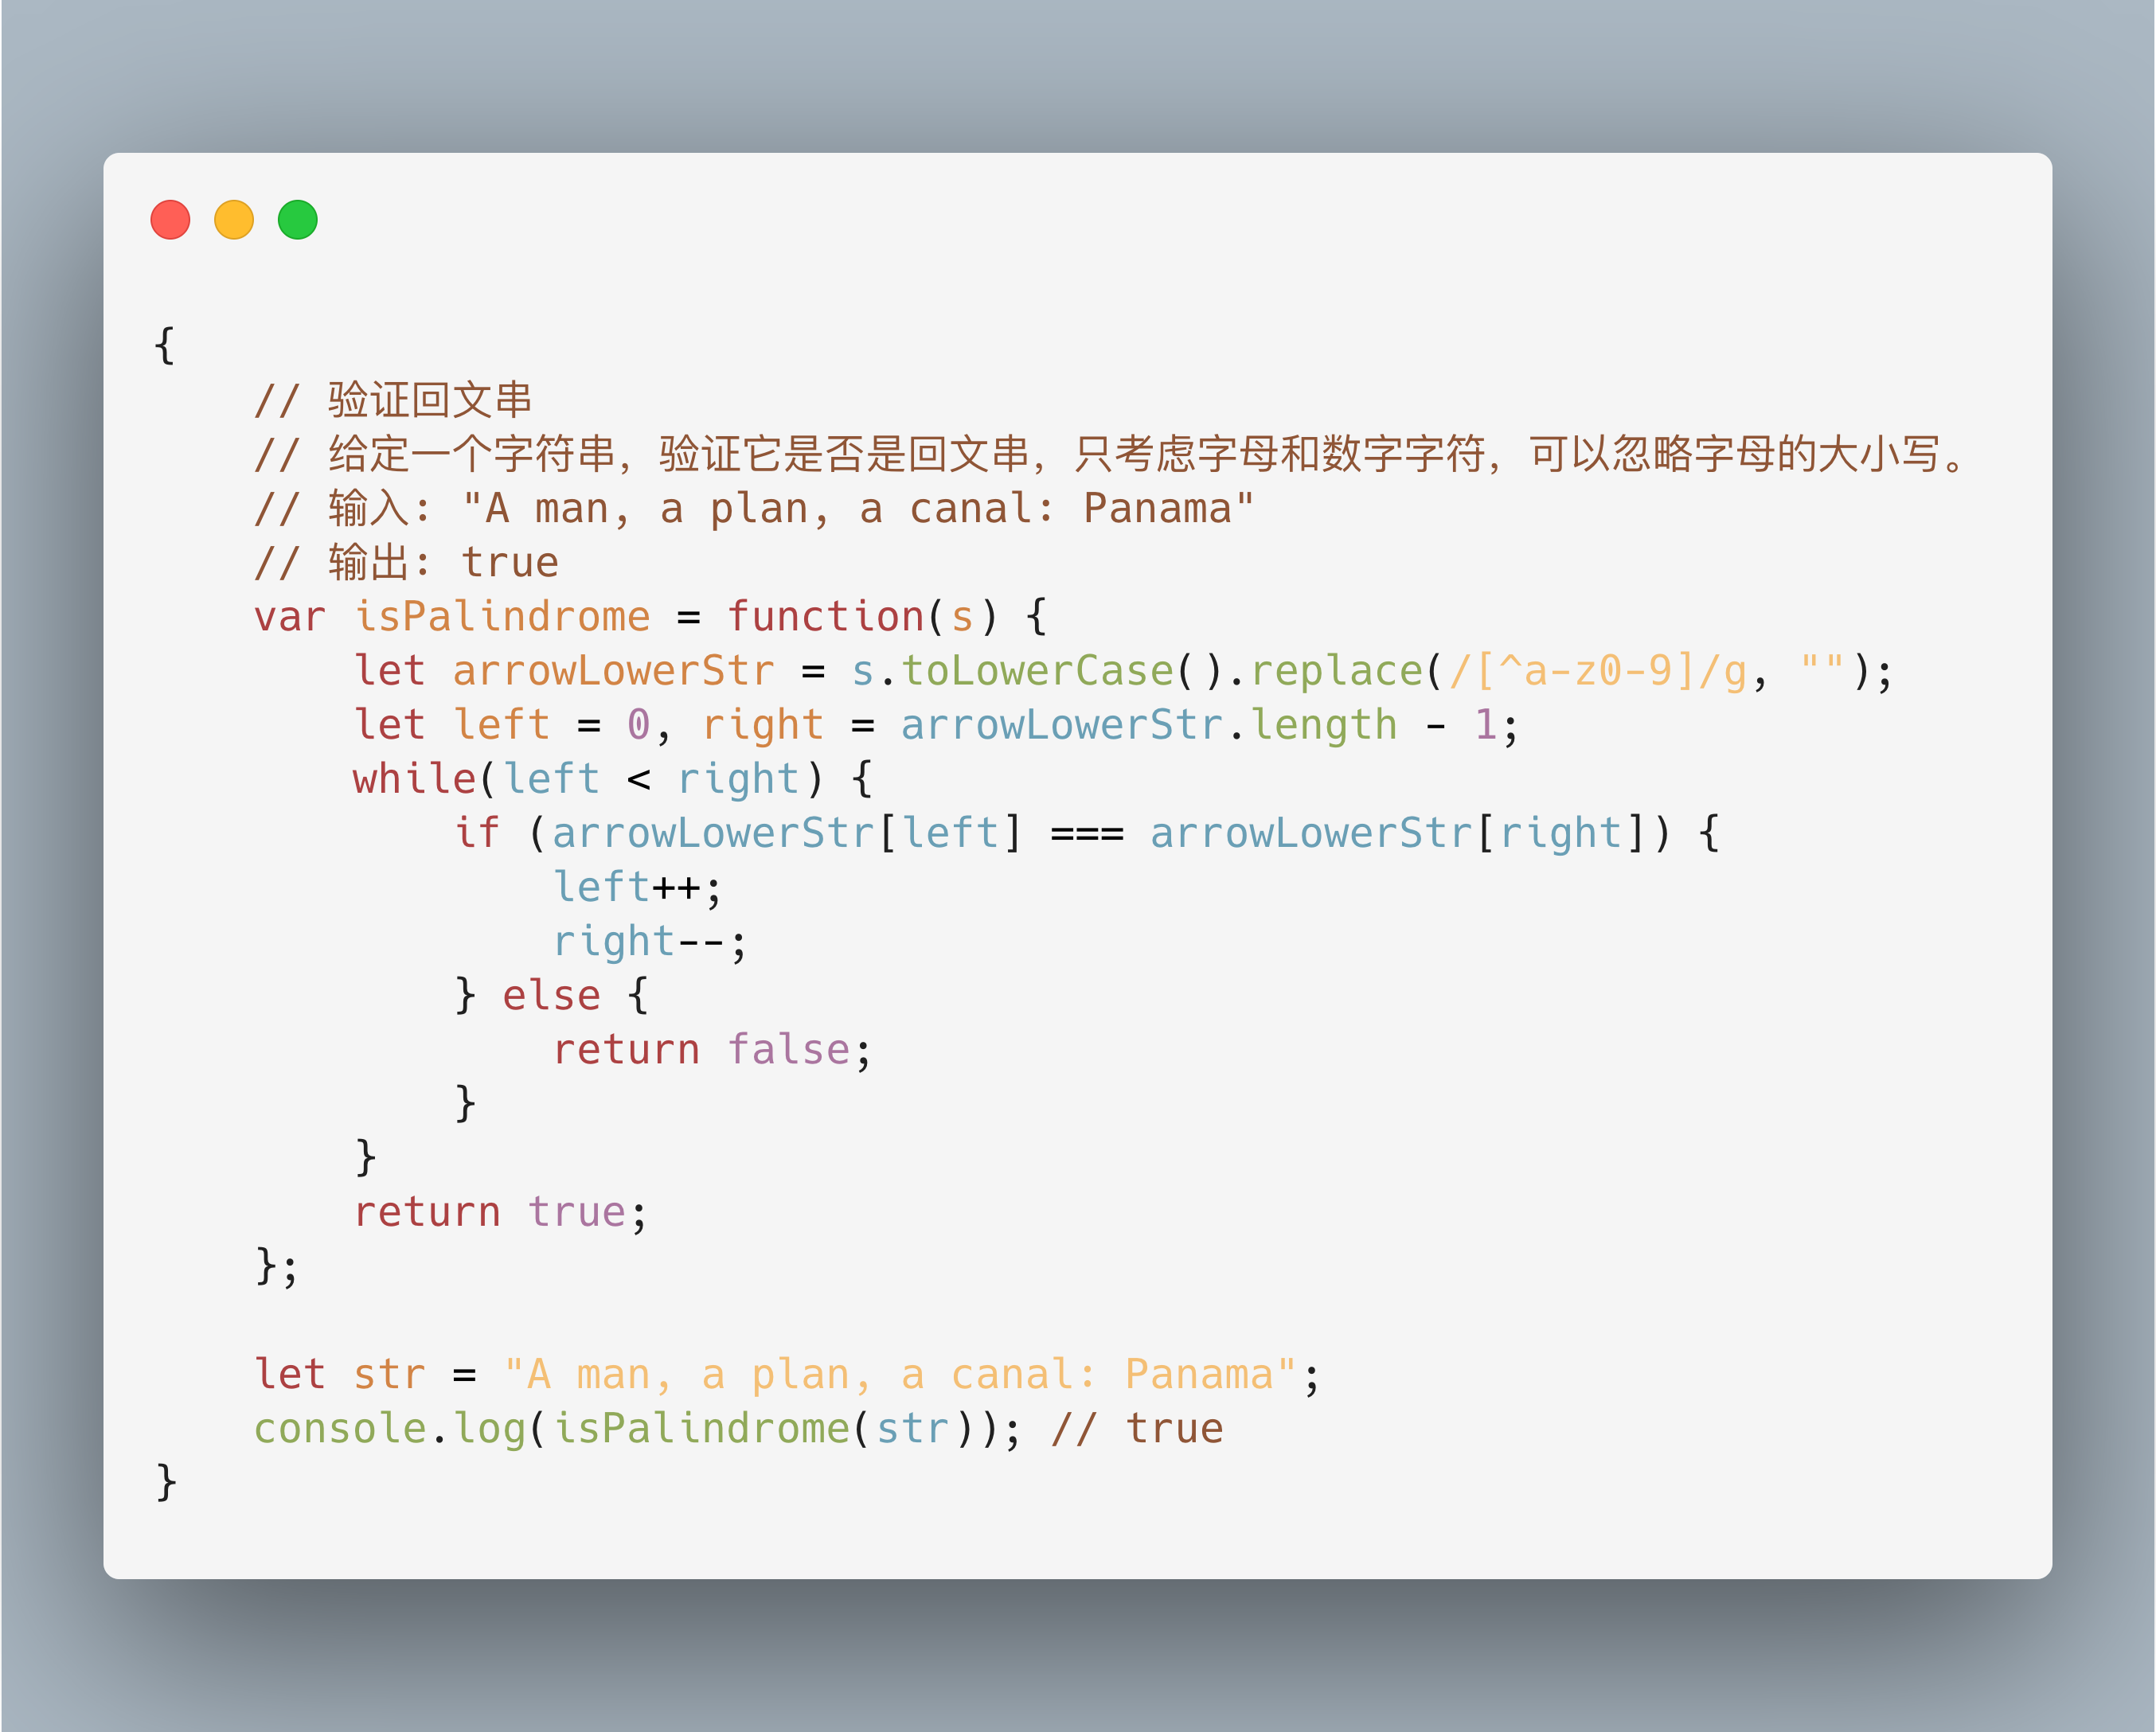 {
    // 验证回文串
    // 给定一个字符串，验证它是否是回文串，只考虑字母和数字字符，可以忽略字母的大小写。
    // 输入: "A man, a plan, a canal: Panama"
    // 输出: true
    var isPalindrome = function(s) {
        let arrowLowerStr = s.toLowerCase().replace(/[^a-z0-9]/g, "");
        let left = 0, right = arrowLowerStr.length - 1;
        while(left < right) {
            if (arrowLowerStr[left] === arrowLowerStr[right]) {
                left++;
                right--;
            } else {
                return false;
            }
        }
        return true;
    };

    let str = "A man, a plan, a canal: Panama";
    console.log(isPalindrome(str)); // true
}